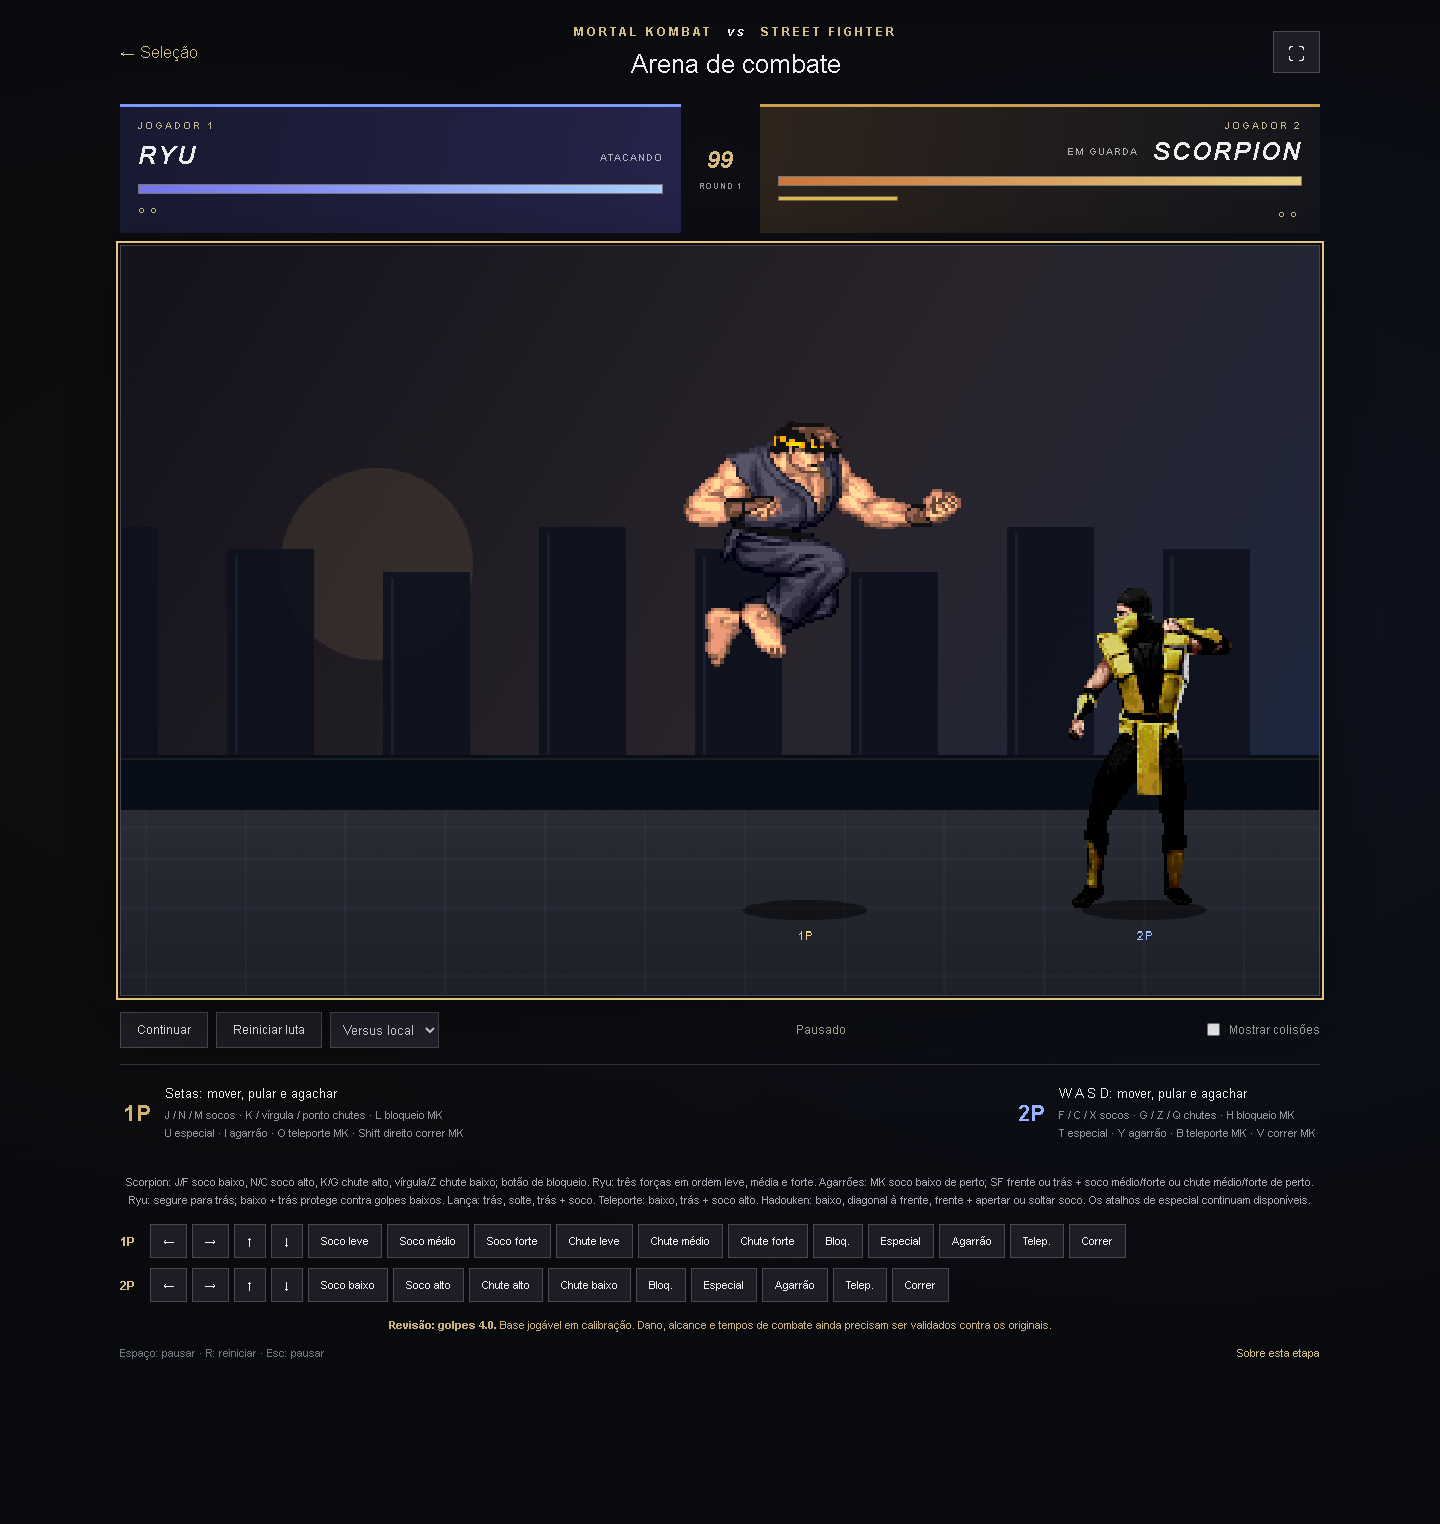 MORTAL KOMBAT VS STREET FIGHTER
← Seleção
Arena de combate
JOGADOR 1
RYU
ATACANDO
99
ROUND 1
JOGADOR 2
EM GUARDA SCORPION
1P
2P
Continuar
Reiniciar luta
Versus local
Pausado
Mostrar colisões
1P
Setas: mover, pular e agachar
J / N / M socos · K / vírgula / ponto chutes · L bloqueio MK
U especial · I agarrão · O teleporte MK · Shift direito correr MK
2P
W A S D: mover, pular e agachar
F / C / X socos · G / Z / Q chutes · H bloqueio MK
T especial · Y agarrão · B teleporte MK · V correr MK
Scorpion: J/F soco baixo, N/C soco alto, K/G chute alto, vírgula/Z chute baixo; botão de bloqueio. Ryu: três forças em ordem leve, média e forte. Agarrões: MK soco baixo de perto; SF frente ou trás + soco médio/forte ou chute médio/forte de perto.
Ryu: segure para trás; baixo + trás protege contra golpes baixos. Lança: trás, solte, trás + soco. Teleporte: baixo, trás + soco alto. Hadouken: baixo, diagonal à frente, frente + apertar ou soltar soco. Os atalhos de especial continuam disponíveis.
1P ← → ↑ ↓ Soco leve Soco médio Soco forte Chute leve Chute médio Chute forte Bloq. Especial Agarrão Telep. Correr
2P ← → ↑ ↓ Soco baixo Soco alto Chute alto Chute baixo Bloq. Especial Agarrão Telep. Correr
Revisão: golpes 4.0. Base jogável em calibração. Dano, alcance e tempos de combate ainda precisam ser validados contra os originais.
Espaço: pausar · R: reiniciar · Esc: pausar
Sobre esta etapa